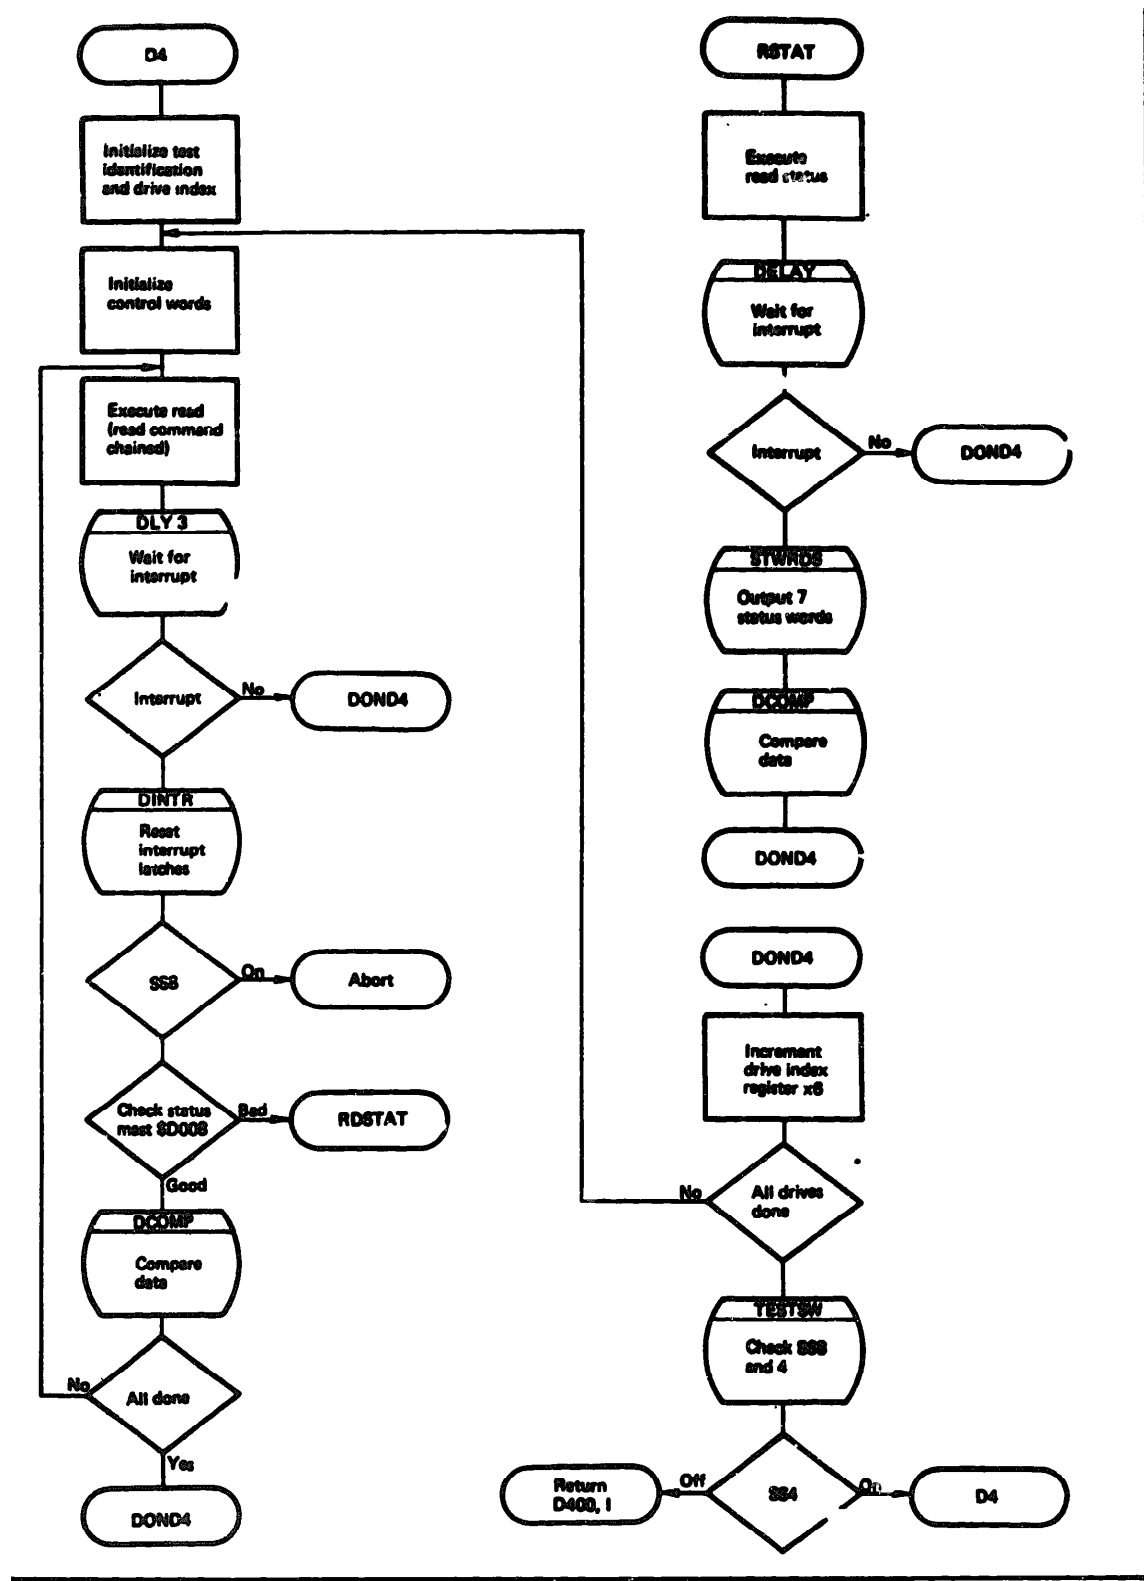 D4
Initialize test
identification
and drive index
Initialize
control words
Execute read
(read command
chained)
DLY 3
Wait for
interrupt
Interrupt
No
DOND4
DINTR
Reset
interrupt
latches
SS8
On
Abort
Check status
mast $D008
Bad
RDSTAT
Good
DCOMP
Compare
data
No
All done
Yes
DOND4
RSTAT
Execute
read status
DELAY
Wait for
interrupt
Interrupt
No
DOND4
STWRDS
Output 7
status words
DCOMP
Compare
data
DOND4
DOND4
Increment
drive index
register x6
No
All drives
done
TESTSW
Check SS8
and 4
Return
D400, I
Off
SS4
On
D4